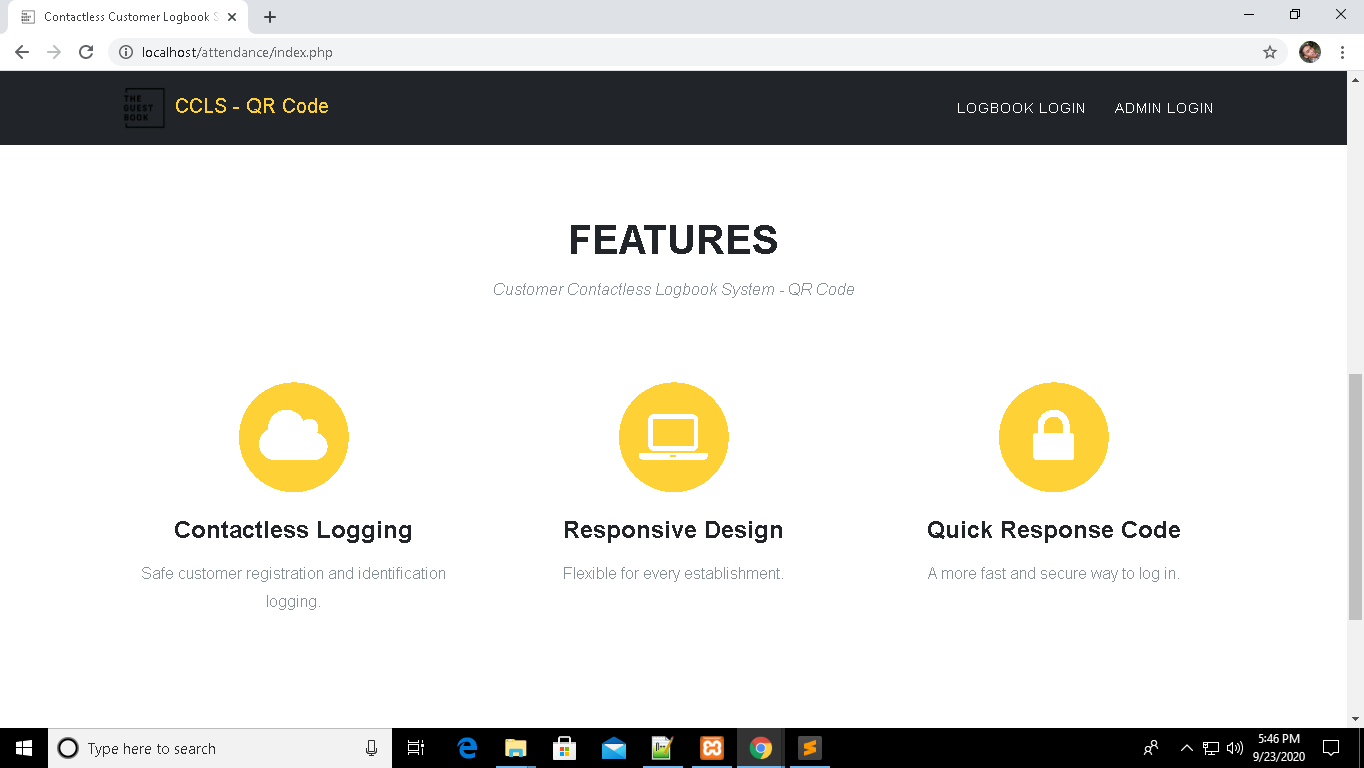 Contactless Customer Logbook S
localhost/attendance/index.php
THE
GUEST
BOOK
CCLS - QR Code
LOGBOOK LOGIN
ADMIN LOGIN
FEATURES
Customer Contactless Logbook System - QR Code
Contactless Logging
Responsive Design
Quick Response Code
Safe customer registration and identification
logging.
Flexible for every establishment.
A more fast and secure way to log in.
Type here to search
5:46 PM
9/23/2020